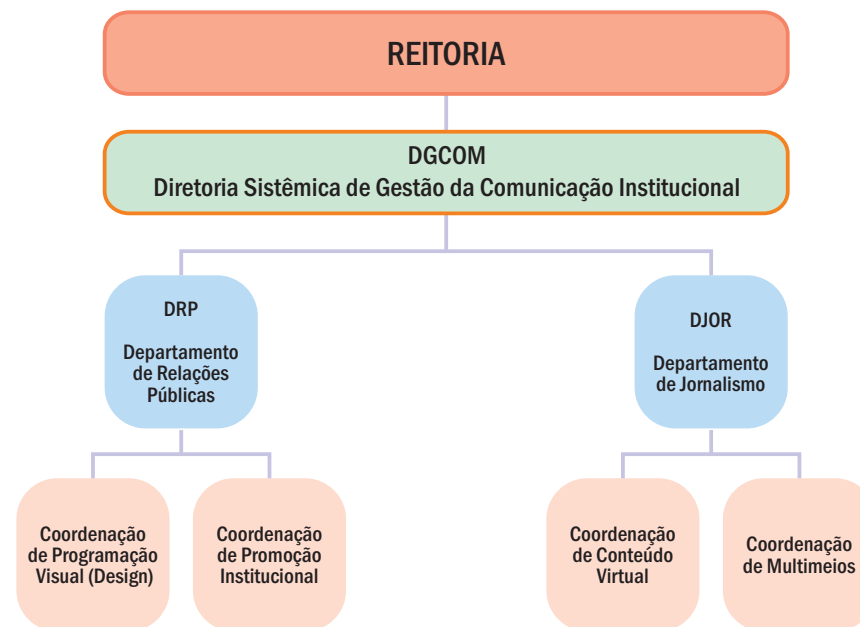 REITORIA
DGCOM
Diretoria Sistêmica de Gestão da Comunicação Institucional
DRP
Departamento
de Relações
Públicas
DJOR
Departamento
de Jornalismo
Coordenação
de Programação
Visual (Design)
Coordenação
de Promoção
Institucional
Coordenação
de Conteúdo
Virtual
Coordenação
de Multimeios